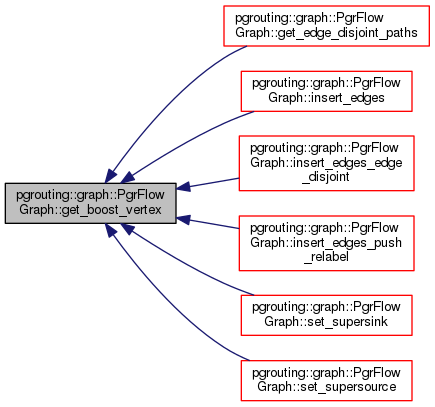 pgrouting::graph::PgrFlow
Graph::get_edge_disjoint_paths
pgrouting::graph::PgrFlow
Graph::insert_edges
pgrouting::graph::PgrFlow
Graph::insert_edges_edge
_disjoint
pgrouting::graph::PgrFlow
Graph::get_boost_vertex
pgrouting::graph::PgrFlow
Graph::insert_edges_push
_relabel
pgrouting::graph::PgrFlow
Graph::set_supersink
pgrouting::graph::PgrFlow
Graph::set_supersource